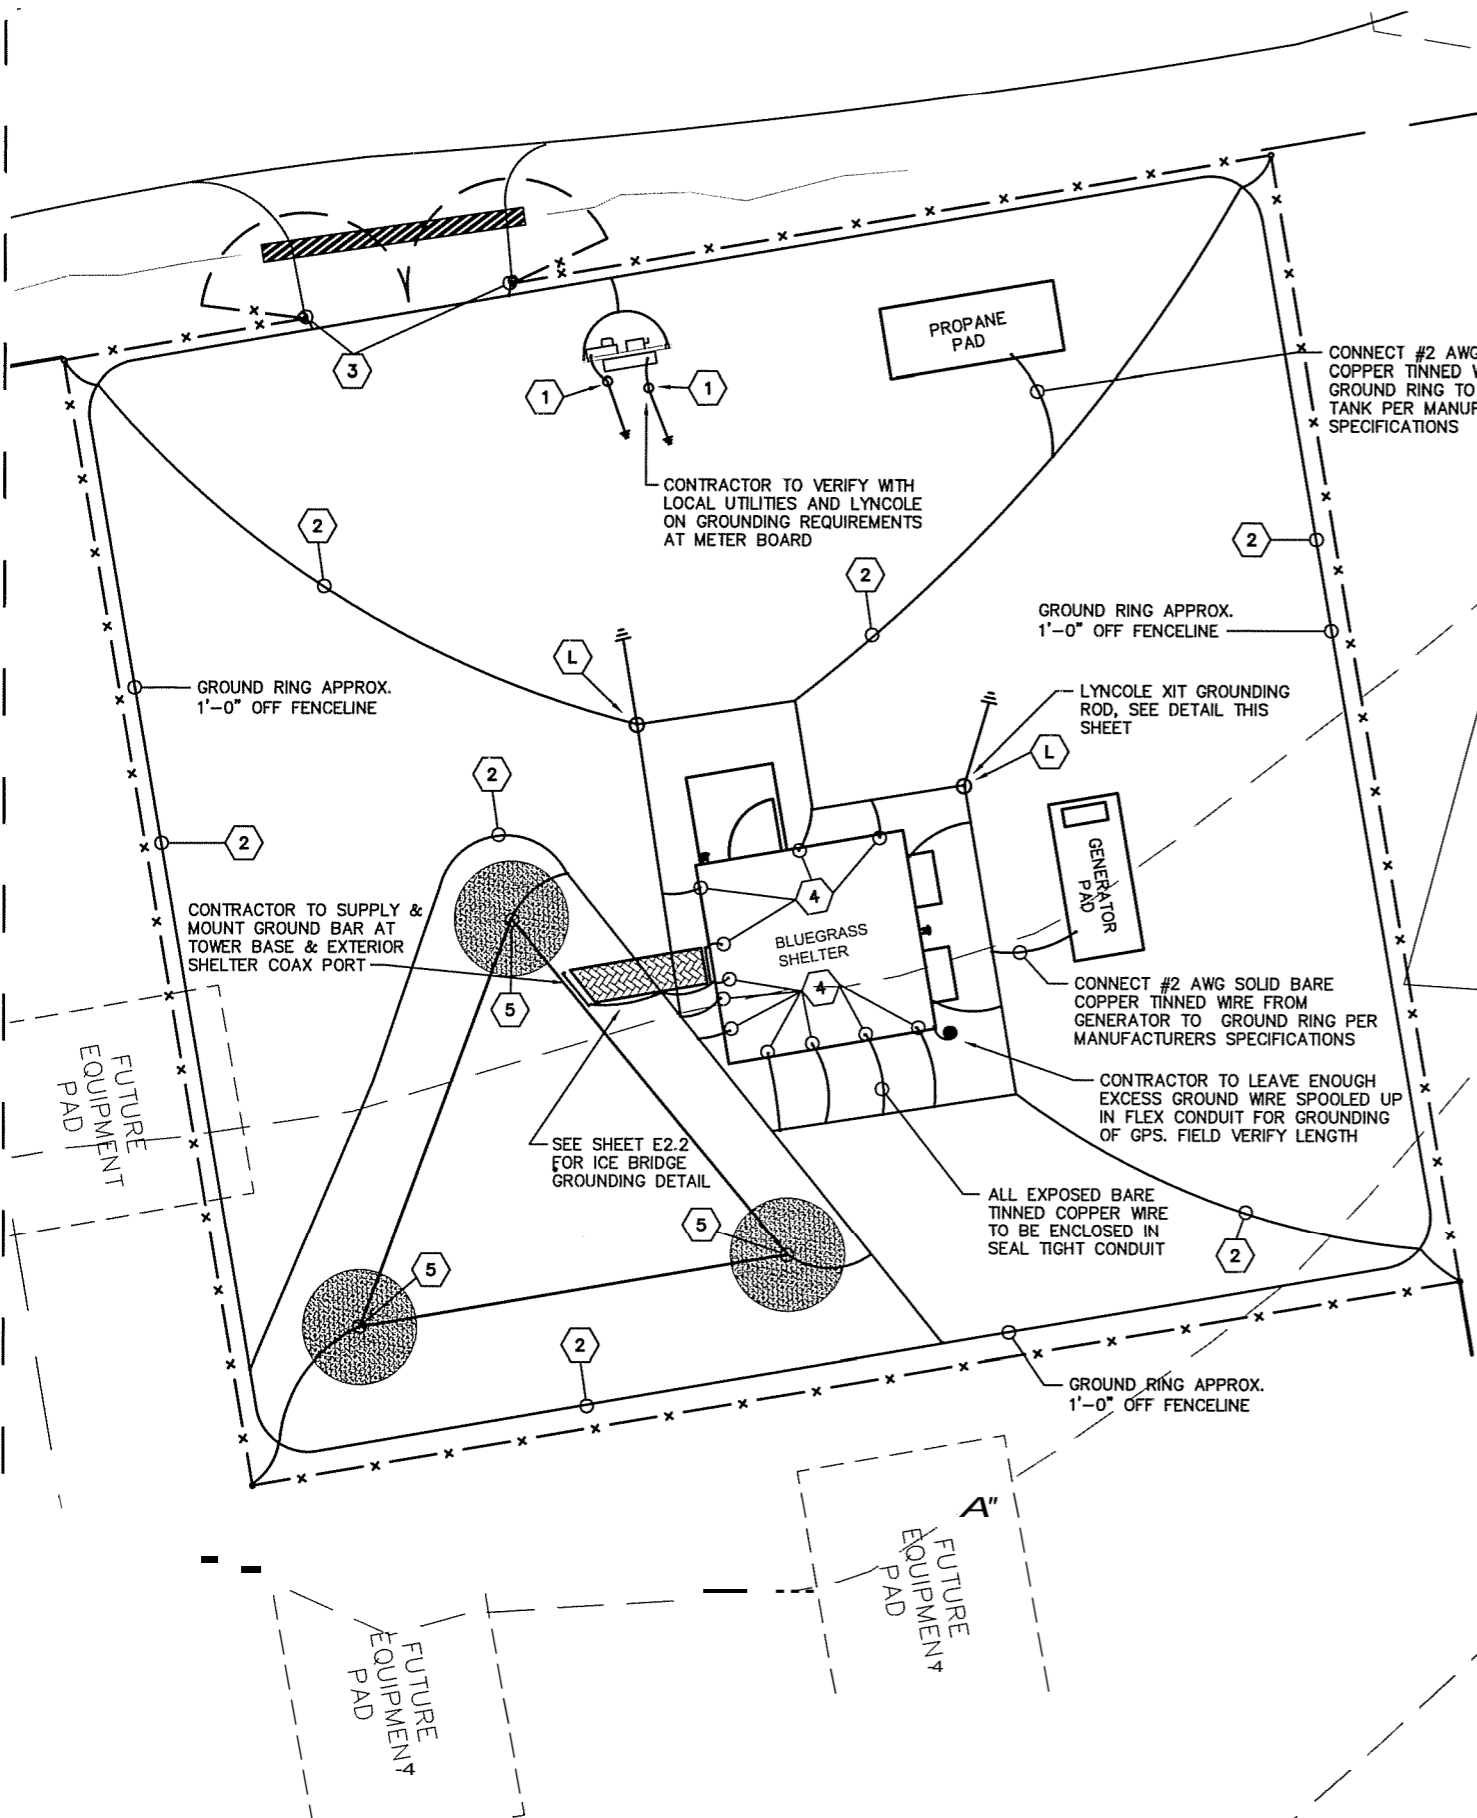 3
1
1
PROPANE
PAD
CONNECT #2 AWG
COPPER TINNED
GROUND RING TO
TANK PER MANUF
SPECIFICATIONS
CONTRACTOR TO VERIFY WITH
LOCAL UTILITIES AND LYNCOLE
ON GROUNDING REQUIREMENTS
AT METER BOARD
2
2
2
GROUND RING APPROX.
1'-0" OFF FENCELINE
L
GROUND RING APPROX.
1'-0" OFF FENCELINE
LYNCOLE XIT GROUNDING
ROD, SEE DETAIL THIS
SHEET
L
2
2
GENERATOR
PAD
4
BLUEGRASS
SHELTER
4
CONTRACTOR TO SUPPLY &
MOUNT GROUND BAR AT
TOWER BASE & EXTERIOR
SHELTER COAX PORT
5
CONNECT #2 AWG SOLID BARE
COPPER TINNED WIRE FROM
GENERATOR TO GROUND RING PER
MANUFACTURERS SPECIFICATIONS
FUTURE
EQUIPMENT
PAD
CONTRACTOR TO LEAVE ENOUGH
EXCESS GROUND WIRE SPOOLED UP
IN FLEX CONDUIT FOR GROUNDING
OF GPS. FIELD VERIFY LENGTH
SEE SHEET E2.2
FOR ICE BRIDGE
GROUNDING DETAIL
ALL EXPOSED BARE
TINNED COPPER WIRE
TO BE ENCLOSED IN
SEAL TIGHT CONDUIT
5
2
5
2
GROUND RING APPROX.
1'-0" OFF FENCELINE
A"
FUTURE
EQUIPMEN4
PAD
FUTURE
EQUIPMEN4
PAD